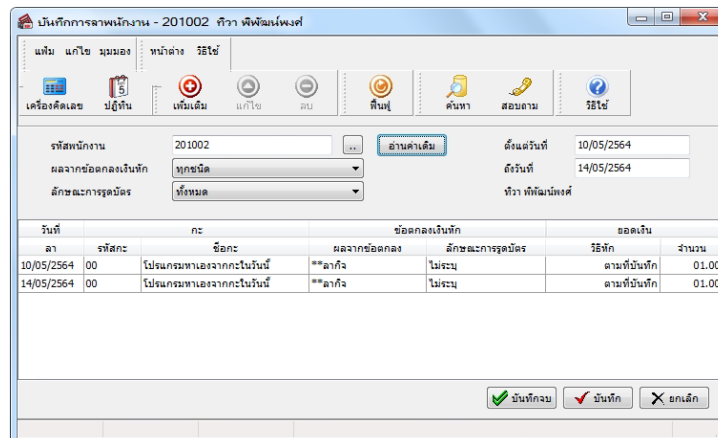 บันทึกการลาพนักงาน - 201002 ทิวา พิพัฒน์พงศ์
แฟ้ม แก้ไข มุมมอง หน้าต่าง วิธีใช้
เครื่องคิดเลข ปฏิทิน เพิ่มเติม แก้ไข ลบ ฟื้นฟู ค้นหา สอบถาม วิธีใช้
รหัสพนักงาน 201002 .. อ่านค่าเดิม ตั้งแต่วันที่ 10/05/2564
ผลจากข้อตกลงเงินหัก ทุกชนิด ถึงวันที่ 14/05/2564
ลักษณะการรูดบัตร ทั้งหมด ทิวา พิพัฒน์พงศ์
วันที่ กะ ข้อตกลงเงินหัก ยอดเงิน
ลา รหัสกะ ชื่อกะ ผลจากข้อตกลง ลักษณะการรูดบัตร วิธีหัก จำนวน
10/05/2564 00 โปรแกรมหาเองจากกะในวันนี้ **ลากิจ ไม่ระบุ ตามที่บันทึก 01.00
14/05/2564 00 โปรแกรมหาเองจากกะในวันนี้ **ลากิจ ไม่ระบุ ตามที่บันทึก 01.00
บันทึกจบ บันทึก ยกเลิก